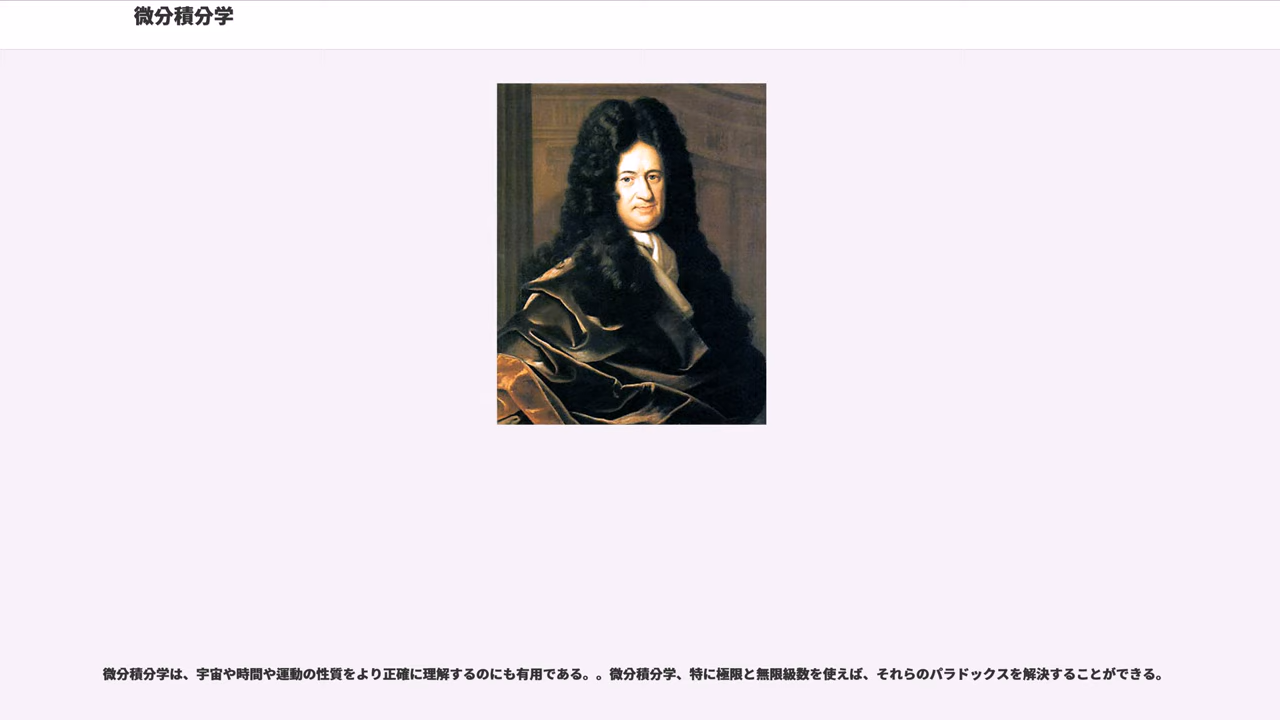 微分積分学
微分積分学は、宇宙や時間や運動の性質をより正確に理解するのにも有用である。。微分積分学、特に極限と無限級数を使えば、それらのパラドックスを解決することができる。